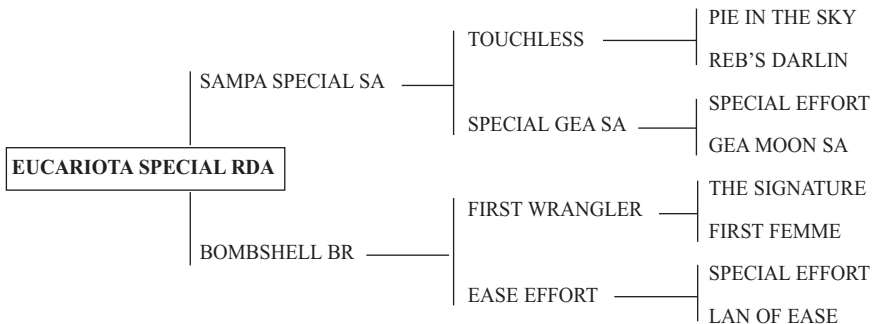 PIE IN THE SKY
TOUCHLESS
REB'S DARLIN
SAMPA SPECIAL SA
SPECIAL EFFORT
SPECIAL GEA SA
GEA MOON SA
EUCARIOTA SPECIAL RDA
THE SIGNATURE
FIRST WRANGLER
FIRST FEMME
BOMBSHELL BR
SPECIAL EFFORT
EASE EFFORT
LAN OF EASE